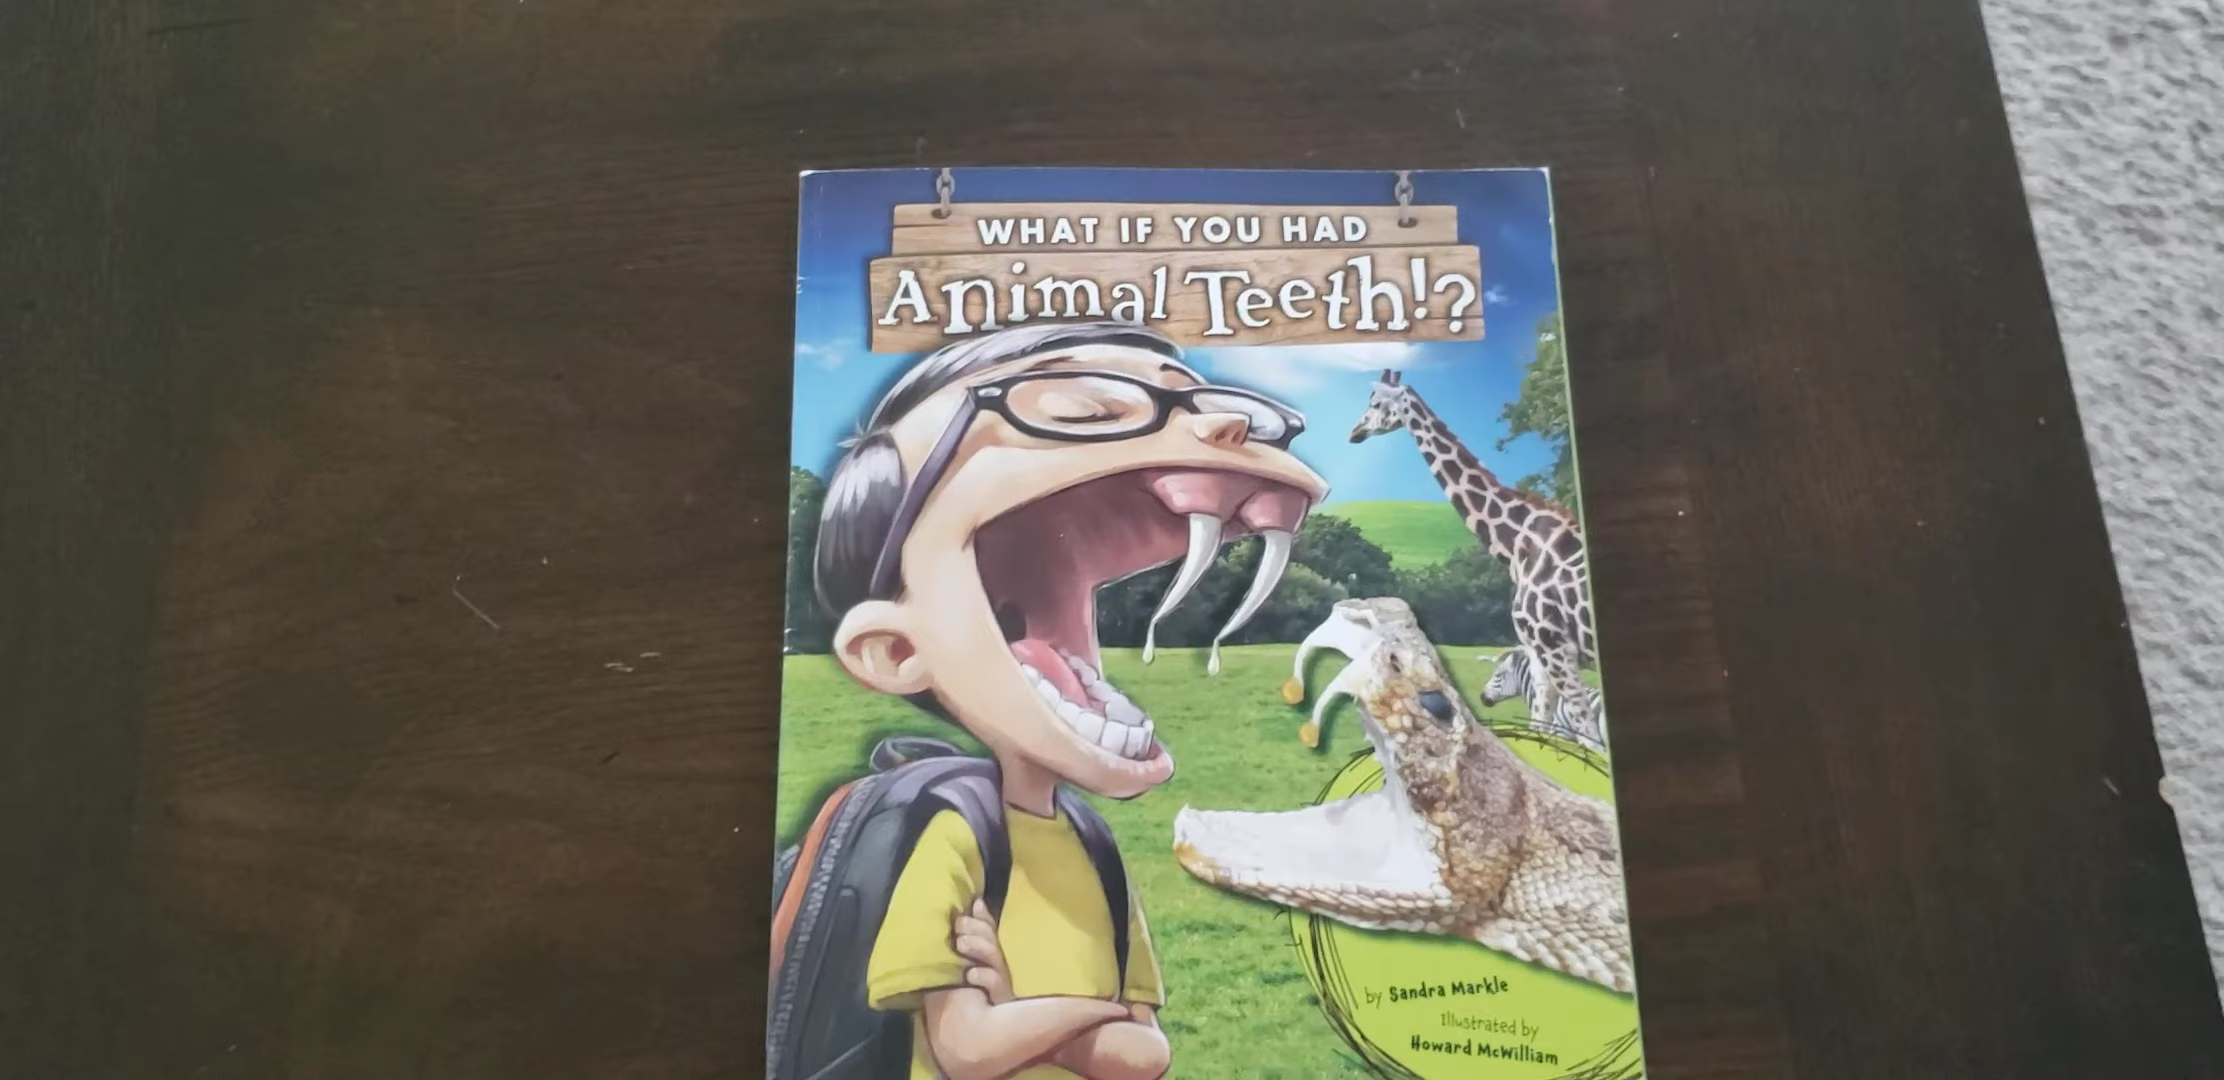 WHAT IF YOU HAD
Animal Teeth!?
by Sandra Markle
Illustrated by
Howard McWilliam